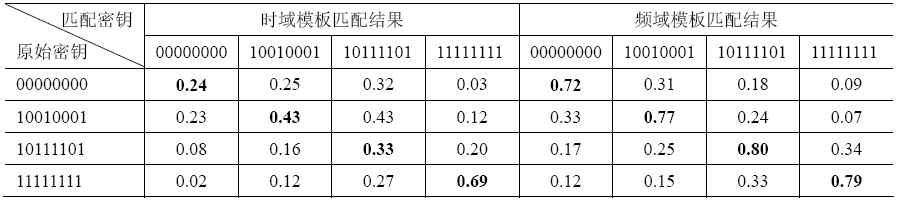 匹配密钥 时域模板匹配结果 频域模板匹配结果
原始密钥 00000000 10010001 10111101 11111111 00000000 10010001 10111101 11111111
00000000 0.24 0.25 0.32 0.03 0.72 0.31 0.18 0.09
10010001 0.23 0.43 0.43 0.12 0.33 0.77 0.24 0.07
10111101 0.08 0.16 0.33 0.20 0.17 0.25 0.80 0.34
11111111 0.02 0.12 0.27 0.69 0.12 0.15 0.33 0.79